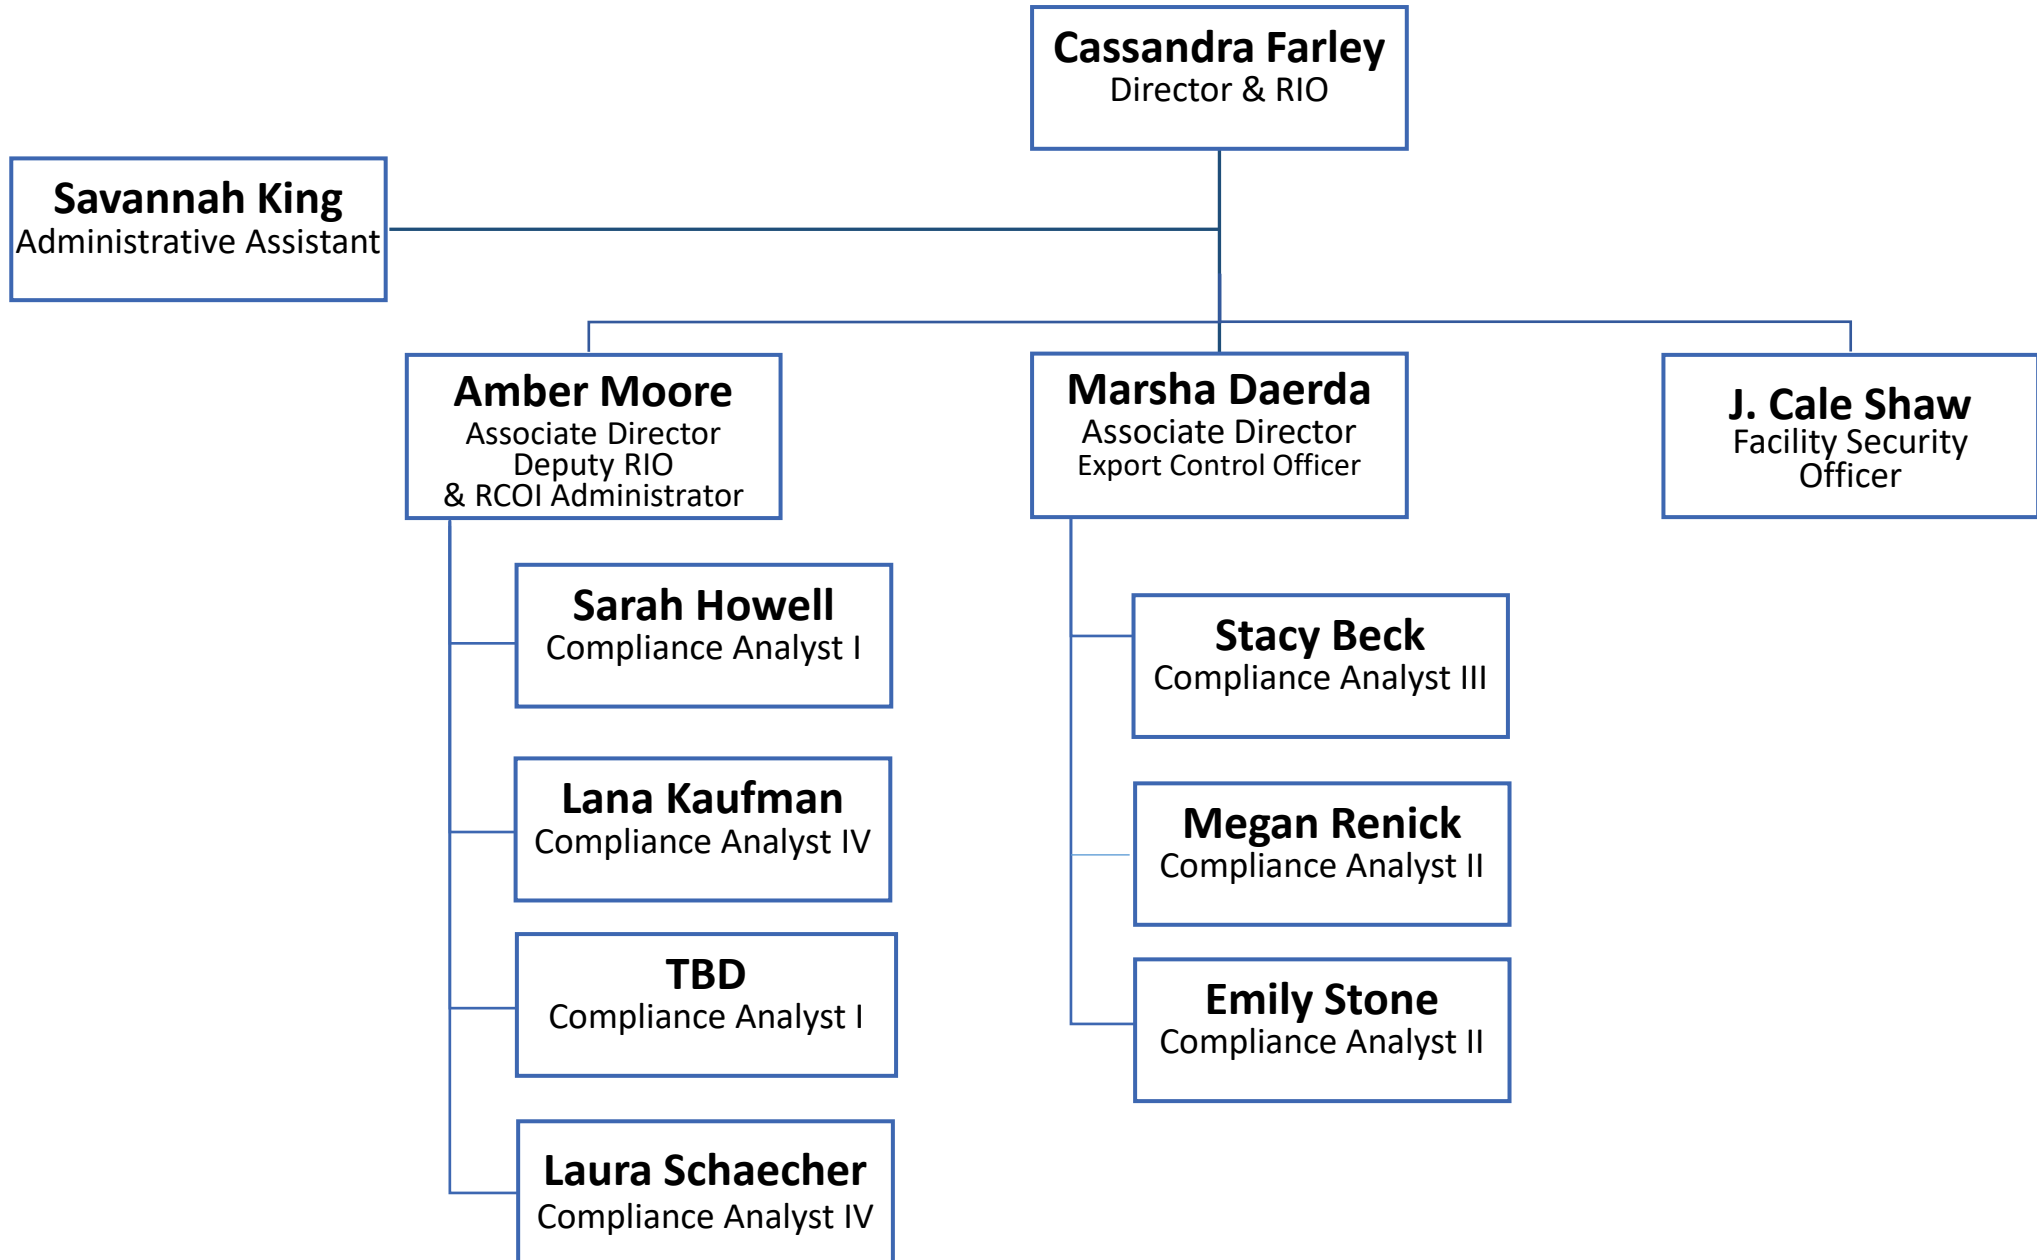 Cassandra Farley
Director & RIO
Savannah King
Administrative Assistant
Amber Moore
Associate Director
Deputy RIO
& RCOI Administrator
Marsha Daerda
Associate Director
Export Control Officer
J. Cale Shaw
Facility Security
Officer
Sarah Howell
Compliance Analyst I
Lana Kaufman
Compliance Analyst IV
TBD
Compliance Analyst I
Laura Schaecher
Compliance Analyst IV
Stacy Beck
Compliance Analyst III
Megan Renick
Compliance Analyst II
Emily Stone
Compliance Analyst II